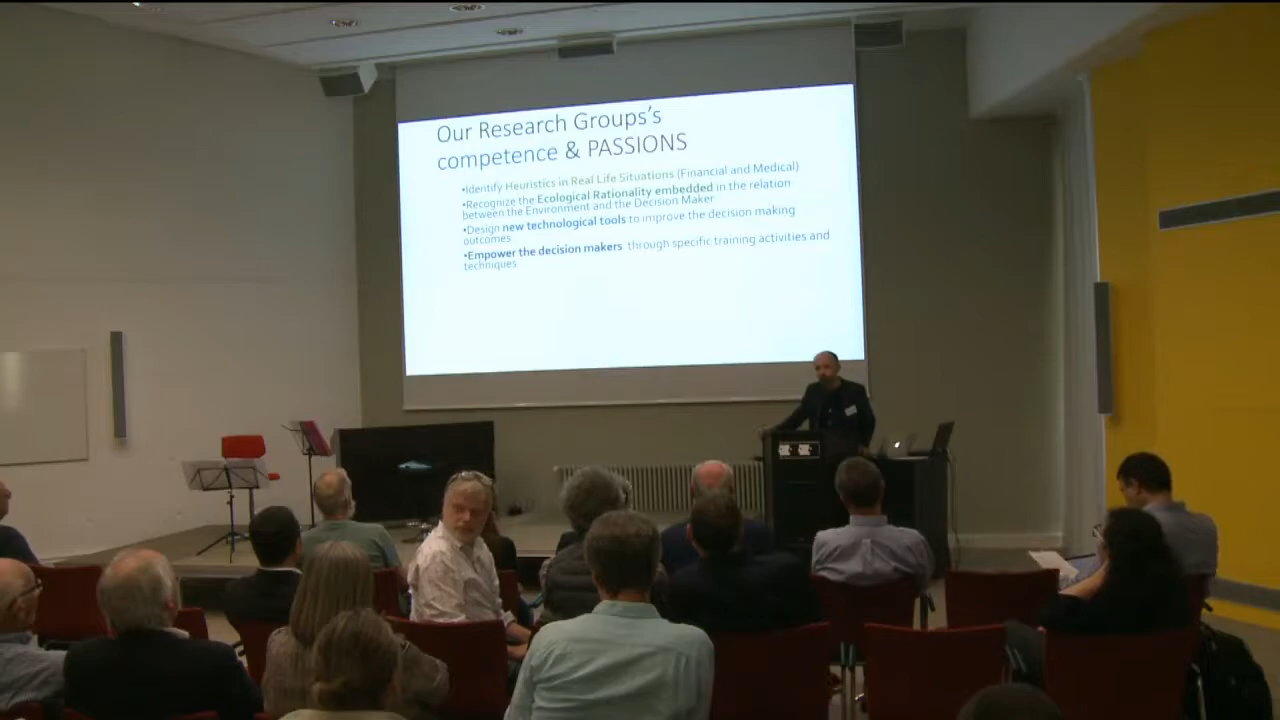 Our Research Groups's
competence & PASSIONS
•Identify Heuristics in Real Life Situations (Financial and Medical)
•Recognize the Ecological Rationality embedded in the relation
between the Environment and the Decision Maker
•Design new technological tools to improve the decision making
outcomes
•Empower the decision makers through specific training activities and
techniques